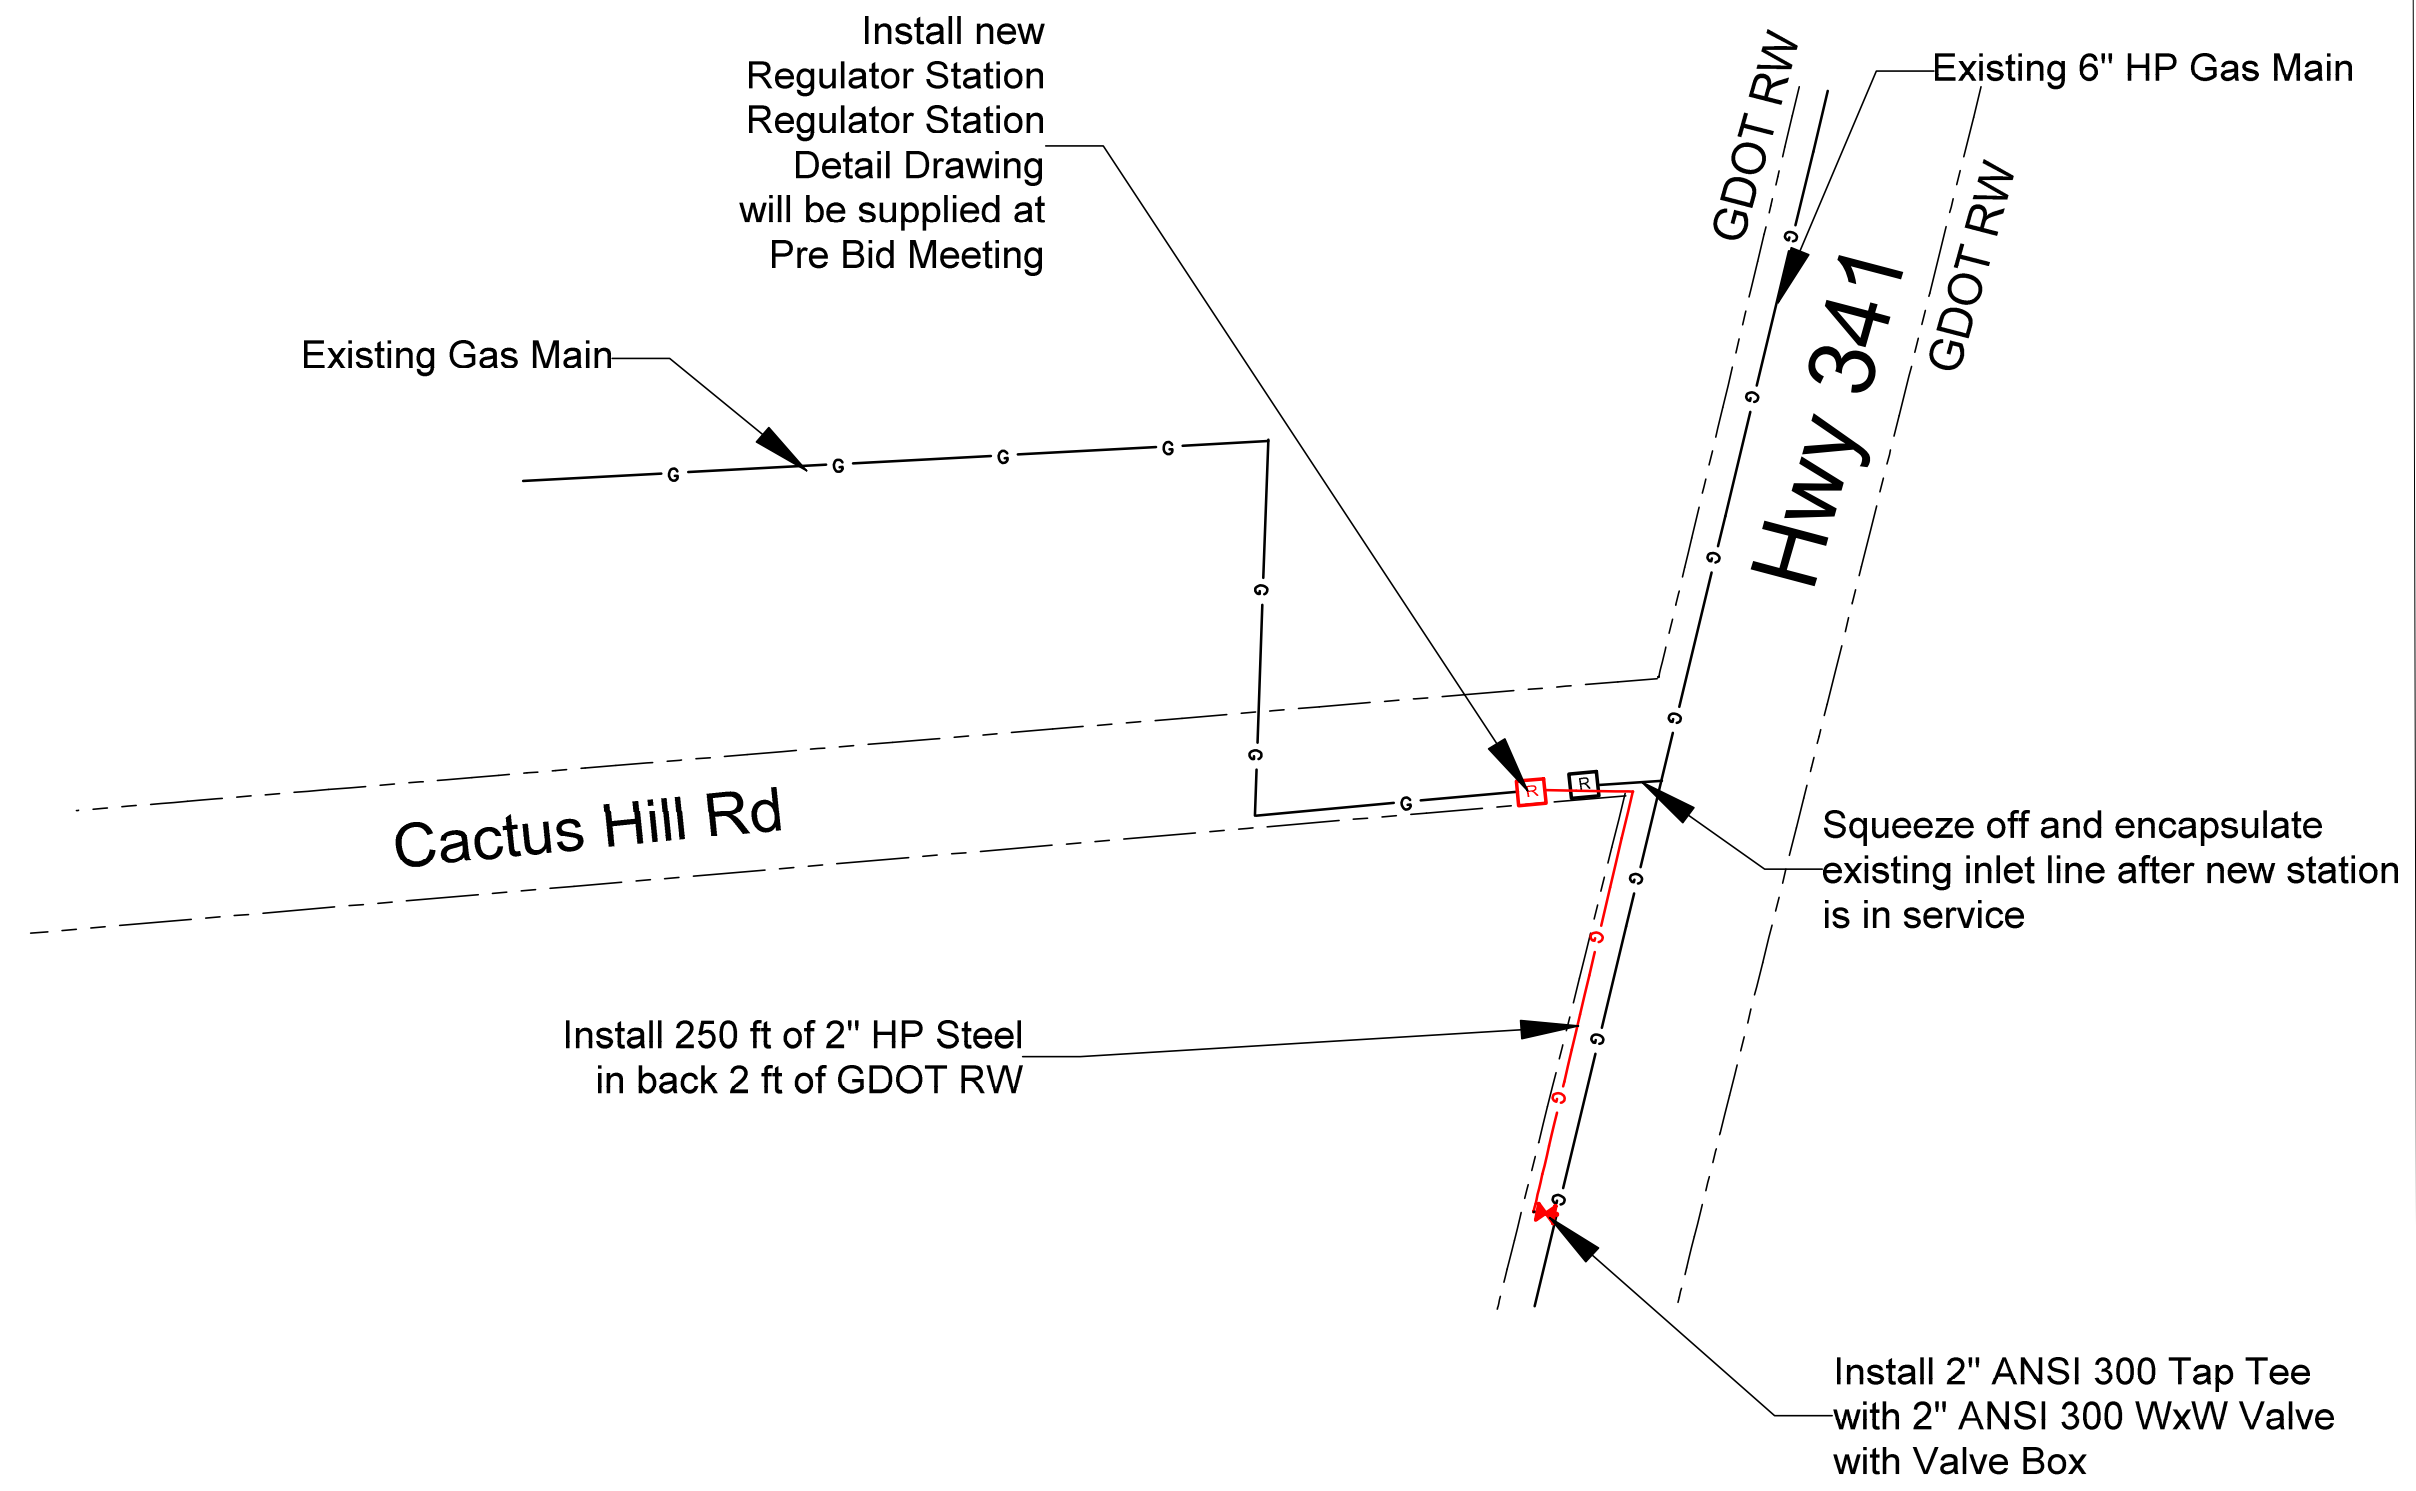 Install new
Regulator Station
Regulator Station
Detail Drawing
will be supplied at
Pre Bid Meeting
GDOT RW
Existing 6" HP Gas Main
GDOT RW
Hwy 341
Existing Gas Main
G
G
G
G
G
G
G
G
G
G
G
R
R
G
Cactus Hill Rd
Squeeze off and encapsulate
existing inlet line after new station
is in service
G
G
Install 250 ft of 2" HP Steel
in back 2 ft of GDOT RW
G
G
G
Install 2" ANSI 300 Tap Tee
with 2" ANSI 300 WxW Valve
with Valve Box